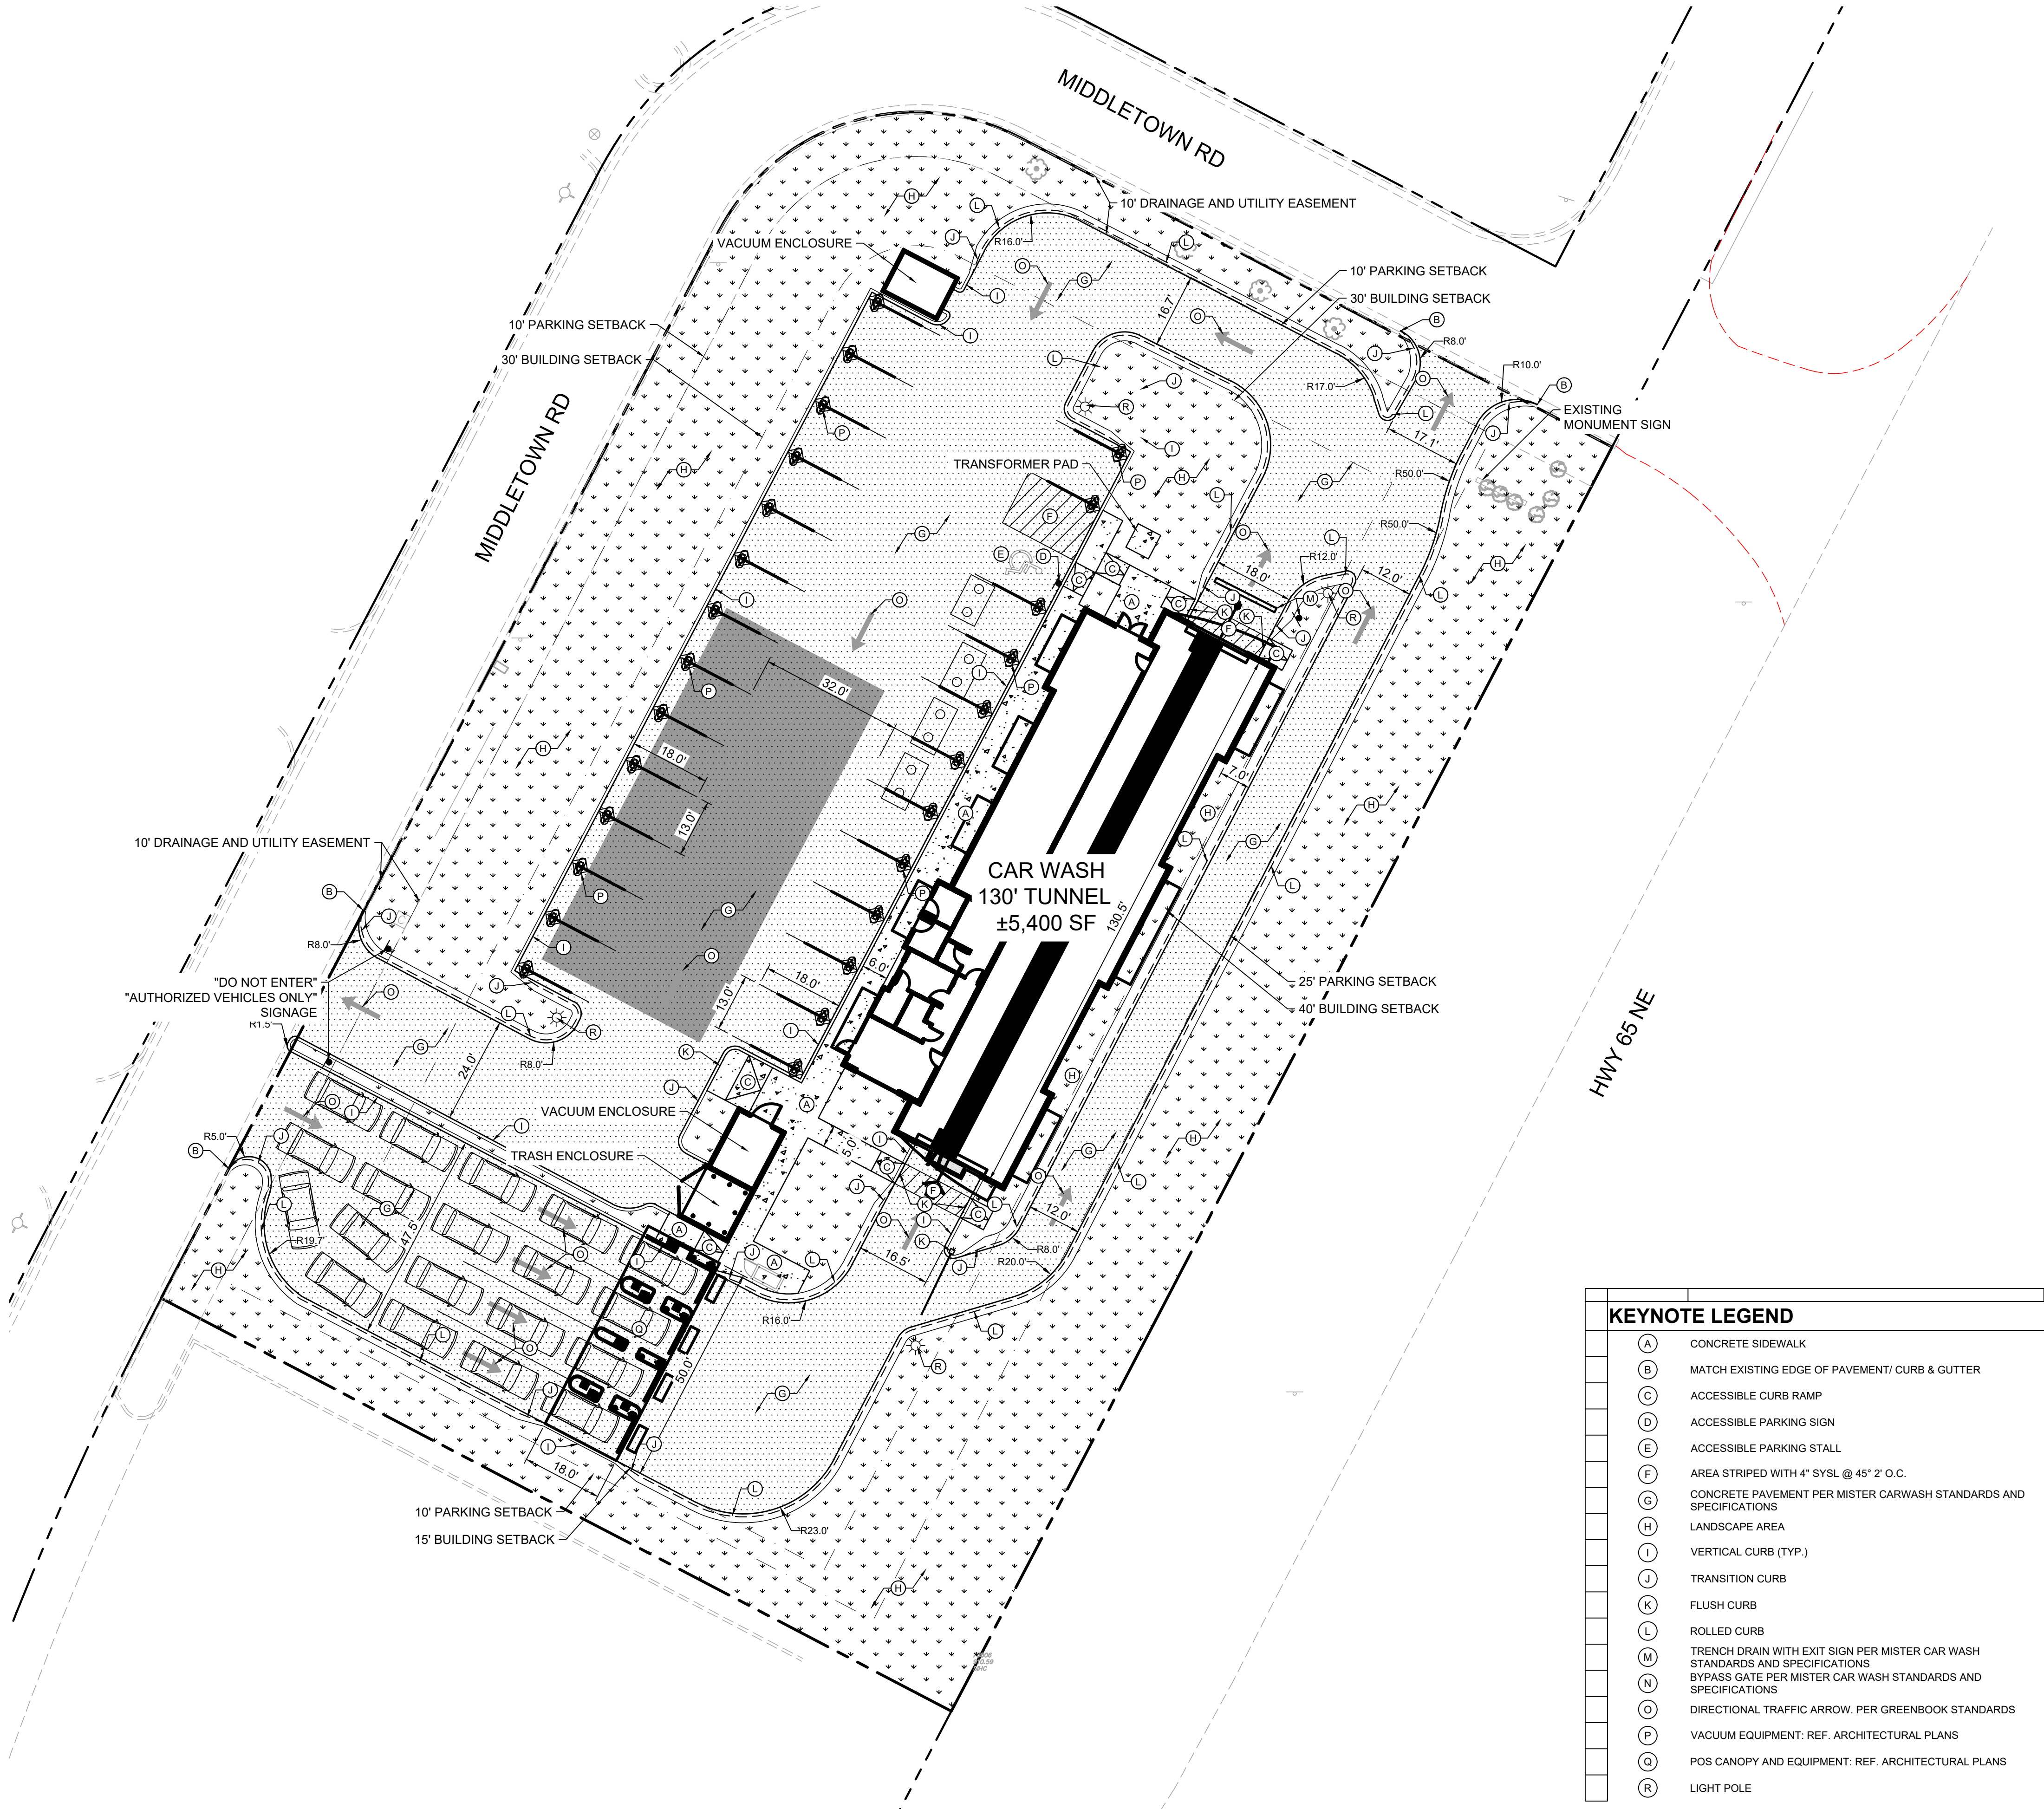 MIDDLETOWN RD
10' DRAINAGE AND UTILITY EASEMENT
H
L
J
VACUUM ENCLOSURE
R16.0'
L
O
G
I
10' PARKING SETBACK
30' BUILDING SETBACK
16.7'
O
B
I
10' PARKING SETBACK
30' BUILDING SETBACK
R8.0'
J
L
J
R10.0'
O
B
R17.0'
R
L
EXISTING
MONUMENT SIGN
J
P
MIDDLETOWN RD
17.1'
I
TRANSFORMER PAD
H
P
H
R50.0'
G
L
F
R50.0'
G
O
L
E
D
R12.0'
H
C
18.0'
12.0'
C
L
I
O
A
C
J
M
O
K
K
R
F
J
C
P
I
P
32.0'
H
18.0'
7.0'
13.0'
H
A
H
L
G
10' DRAINAGE AND UTILITY EASEMENT
CAR WASH
130' TUNNEL
±5,400 SF
L
B
P
P
J
G
130.5'
R8.0'
I
O
6.0'
"DO NOT ENTER"
"AUTHORIZED VEHICLES ONLY"
SIGNAGE
R1.5'
J
O
18.0'
13.0'
25' PARKING SETBACK
40' BUILDING SETBACK
HWY 65 NE
L
R
I
G
K
24.0'
R8.0'
C
H
J
O
I
VACUUM ENCLOSURE
A
I
R5.0'
J
B
TRASH ENCLOSURE
5.0'
I
C
G
H
O
L
F
J
K
L
C
12.0'
L
G
47.5'
O
I
K
R19.7'
A
C
J
A
L
16.5'
J
R8.0'
R20.0'
O
I
H
R16.0'
Q
L
L
O
R
50.0'
G
J
I
J
18.0'
L
10' PARKING SETBACK
15' BUILDING SETBACK
R23.0'
H
KEYNOTE LEGEND
A CONCRETE SIDEWALK
B MATCH EXISTING EDGE OF PAVEMENT/ CURB & GUTTER
C ACCESSIBLE CURB RAMP
D ACCESSIBLE PARKING SIGN
E ACCESSIBLE PARKING STALL
F AREA STRIPED WITH 4" SYSL @ 45° 2' O.C.
G CONCRETE PAVEMENT PER MISTER CARWASH STANDARDS AND
SPECIFICATIONS
H LANDSCAPE AREA
I VERTICAL CURB (TYP.)
J TRANSITION CURB
K FLUSH CURB
L ROLLED CURB
M TRENCH DRAIN WITH EXIT SIGN PER MISTER CAR WASH
STANDARDS AND SPECIFICATIONS
N BYPASS GATE PER MISTER CAR WASH STANDARDS AND
SPECIFICATIONS
O DIRECTIONAL TRAFFIC ARROW. PER GREENBOOK STANDARDS
P VACUUM EQUIPMENT: REF. ARCHITECTURAL PLANS
Q POS CANOPY AND EQUIPMENT: REF. ARCHITECTURAL PLANS
R LIGHT POLE